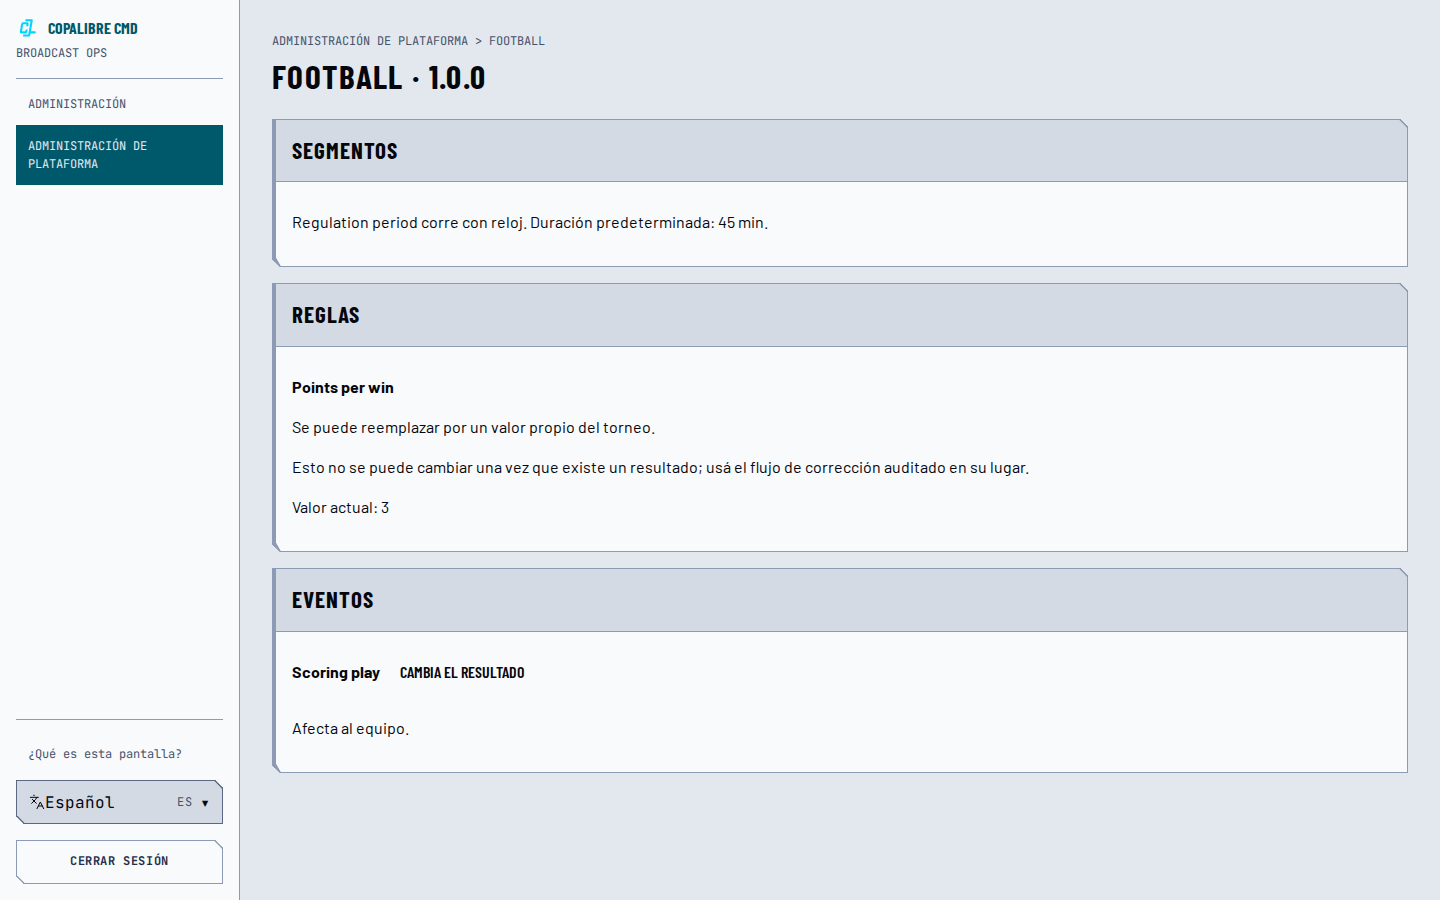 COPALIBRE CMD
BROADCAST OPS
ADMINISTRACIÓN
ADMINISTRACIÓN DE
PLATAFORMA
¿Qué es esta pantalla?
Español ES ▼
CERRAR SESIÓN
ADMINISTRACIÓN DE PLATAFORMA > FOOTBALL
FOOTBALL · 1.0.0
SEGMENTOS
Regulation period corre con reloj. Duración predeterminada: 45 min.
REGLAS
Points per win
Se puede reemplazar por un valor propio del torneo.
Esto no se puede cambiar una vez que existe un resultado; usá el flujo de corrección auditado en su lugar.
Valor actual: 3
EVENTOS
Scoring play CAMBIA EL RESULTADO
Afecta al equipo.